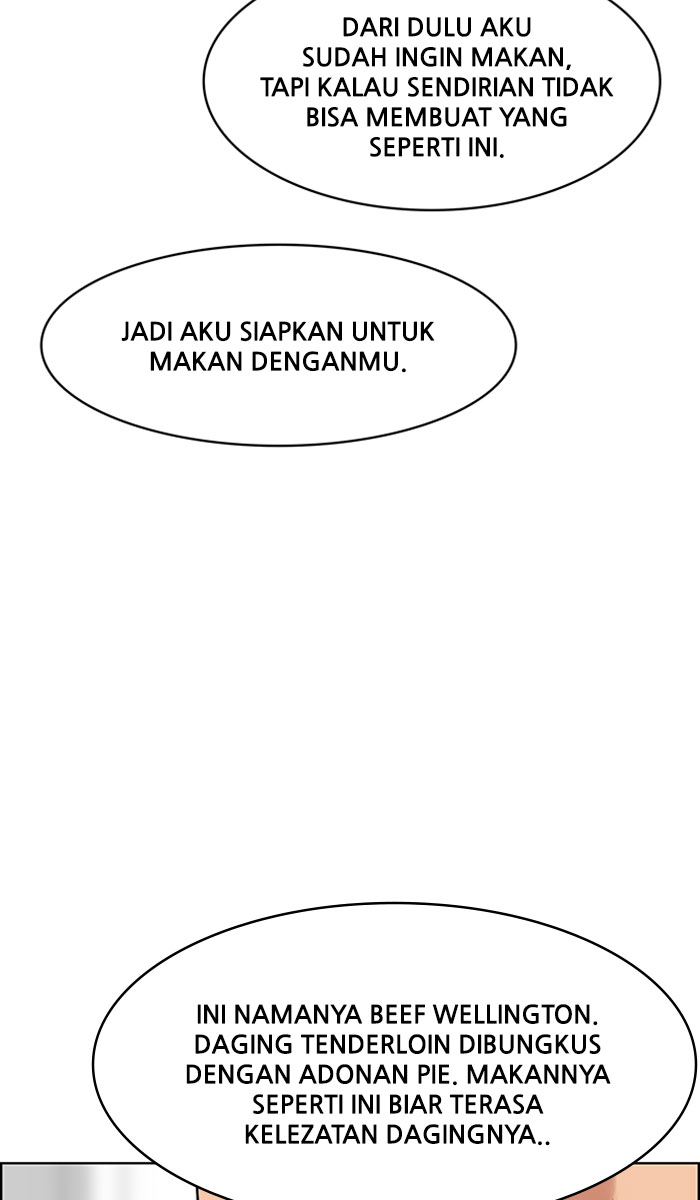 DARI DULU AKU
SUDAH INGIN MAKAN,
TAPI KALAU SENDIRIAN TIDAK
BISA MEMBUAT YANG
SEPERTI INI.
JADI AKU SIAPKAN UNTUK
MAKAN DENGANMU.
INI NAMANYA BEEF WELLINGTON.
DAGING TENDERLOIN DIBUNGKUS
DENGAN ADONAN PIE. MAKANNYA
SEPERTI INI BIAR TERASA
KELEZATAN DAGINGNYA..